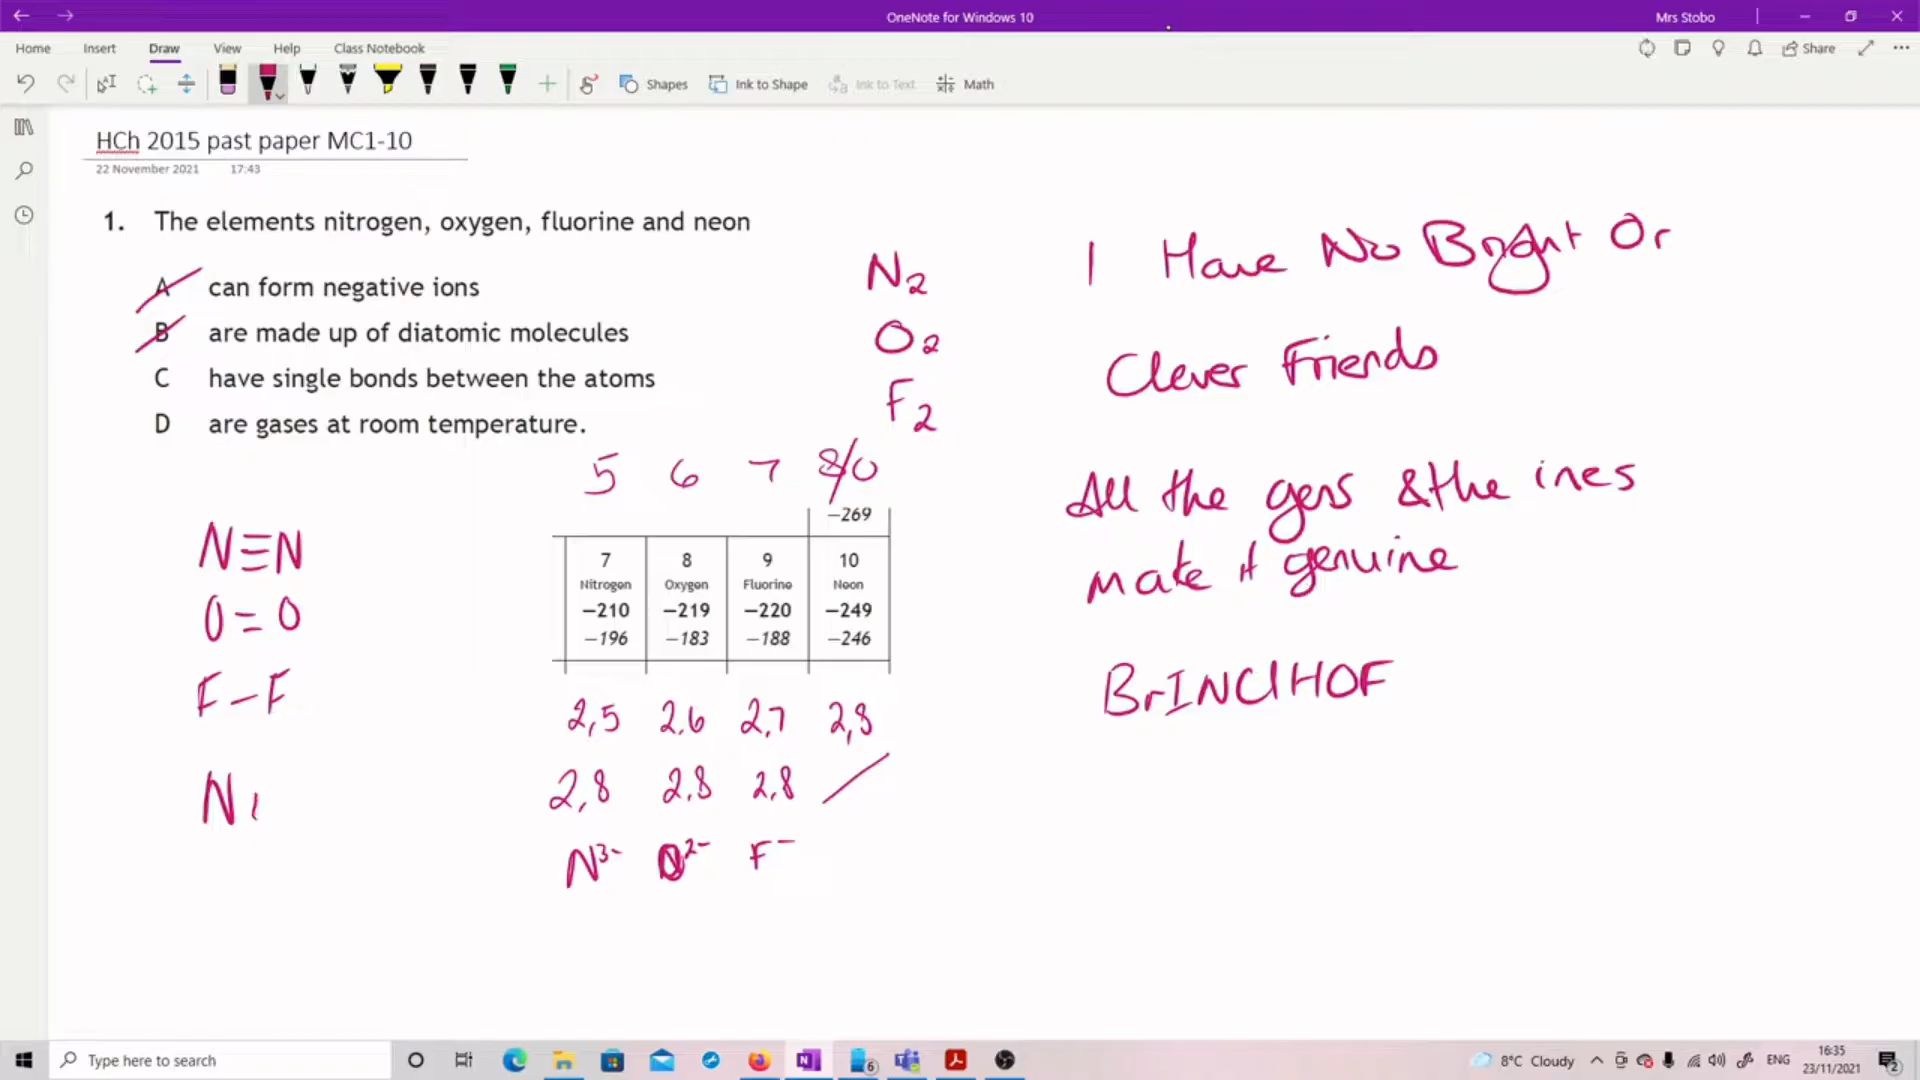 OneNote for Windows 10
Mrs Stobo
Home Insert Draw View Help Class Notebook
Share
Shapes Ink to Shape Ink to Text Math
HCh 2015 past paper MC1-10
22 November 2021 17:43
1. The elements nitrogen, oxygen, fluorine and neon
A can form negative ions
B are made up of diatomic molecules
C have single bonds between the atoms
D are gases at room temperature.
N2
O2
F2
I Have No Bright Or
Clever Friends
All the gens & the ines
make it genuine
BrINClHOF
5 6 7 8/0
-269
7 8 9 10
Nitrogen Oxygen Fluorine Neon
-210 -219 -220 -249
-196 -183 -188 -246
2,5 2,6 2,7 2,8
2,8 2,8 2,8
N3- O2- F-
N≡N
O=O
F-F
N
Type here to search
6
8°C Cloudy
ENG
16:35
23/11/2021
2